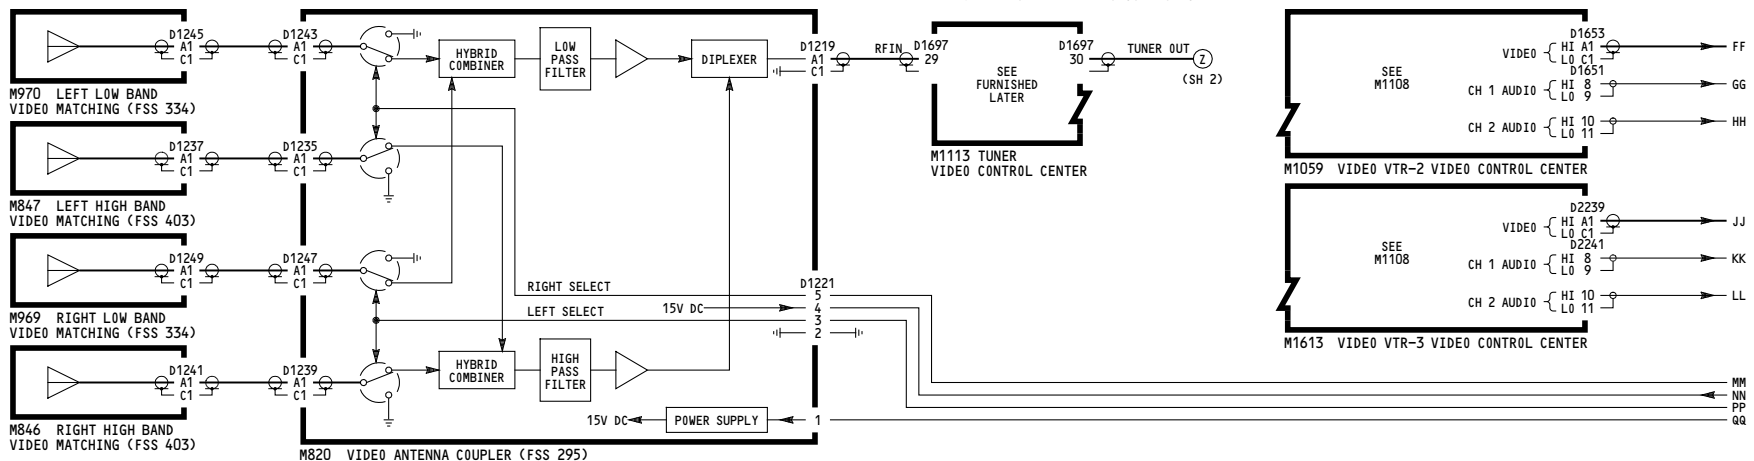 D1245
A1
C1
D1243
A1
C1
M970 LEFT LOW BAND
VIDEO MATCHING (FSS 334)
D1237
A1
C1
D1235
A1
C1
M847 LEFT HIGH BAND
VIDEO MATCHING (FSS 403)
D1249
A1
C1
D1247
A1
C1
M969 RIGHT LOW BAND
VIDEO MATCHING (FSS 334)
D1241
A1
C1
D1239
A1
C1
M846 RIGHT HIGH BAND
VIDEO MATCHING (FSS 403)
HYBRID
COMBINER
LOW
PASS
FILTER
DIPLEXER
D1219
A1
C1
RIGHT SELECT
LEFT SELECT
15V DC
D1221
5
4
3
2
HYBRID
COMBINER
HIGH
PASS
FILTER
15V DC
POWER SUPPLY
1
M820 VIDEO ANTENNA COUPLER (FSS 295)
RFIN
D1697
29
SEE
FURNISHED
LATER
D1697
30
TUNER OUT
Z
(SH 2)
M1113 TUNER
VIDEO CONTROL CENTER
SEE
M1108
D1653
VIDEO HI A1
LO C1
FF
D1651
CH 1 AUDIO HI 8
LO 9
GG
CH 2 AUDIO HI 10
LO 11
HH
M1059 VIDEO VTR-2 VIDEO CONTROL CENTER
SEE
M1108
D2239
VIDEO HI A1
LO C1
JJ
D2241
CH 1 AUDIO HI 8
LO 9
KK
CH 2 AUDIO HI 10
LO 11
LL
M1613 VIDEO VTR-3 VIDEO CONTROL CENTER
MM
NN
PP
QQ